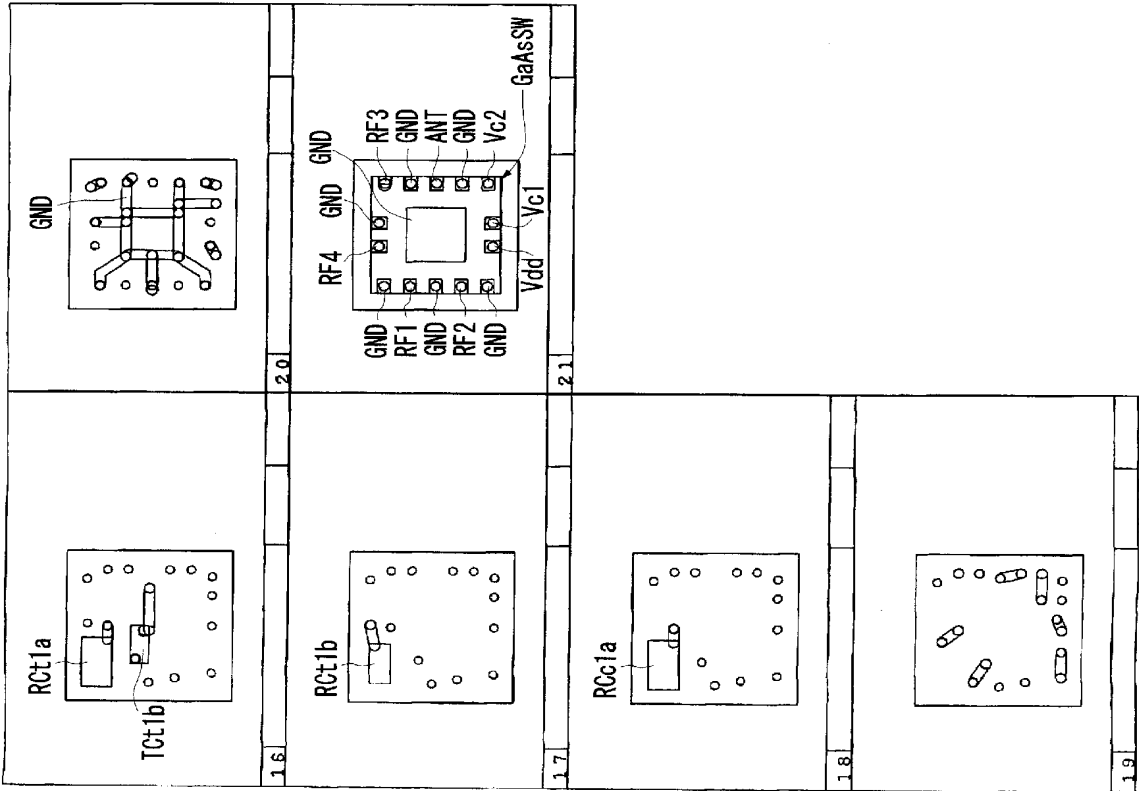 GND
20
GND
RF4
GND
RF3
GND
ANT
GND
Vc2
GaAsSW
GND
RF1
GND
RF2
GND
Vdd
Vc1
21
RCt1a
TCt1b
16
RCt1b
17
RCc1a
18
19